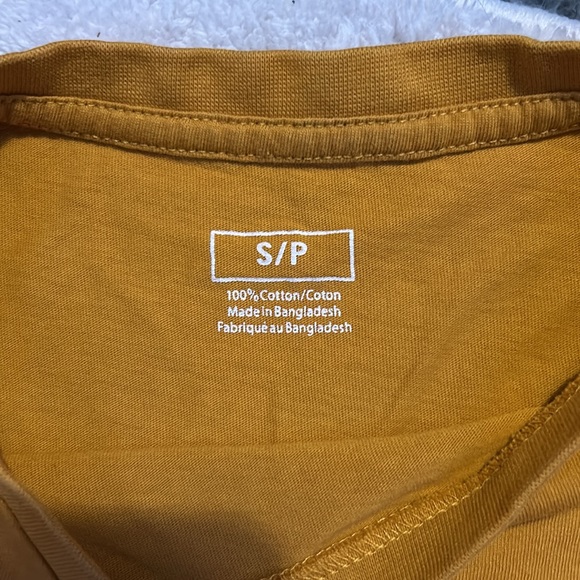 S/P
100% Cotton/Coton
Made in Bangladesh
Fabriqué au Bangladesh